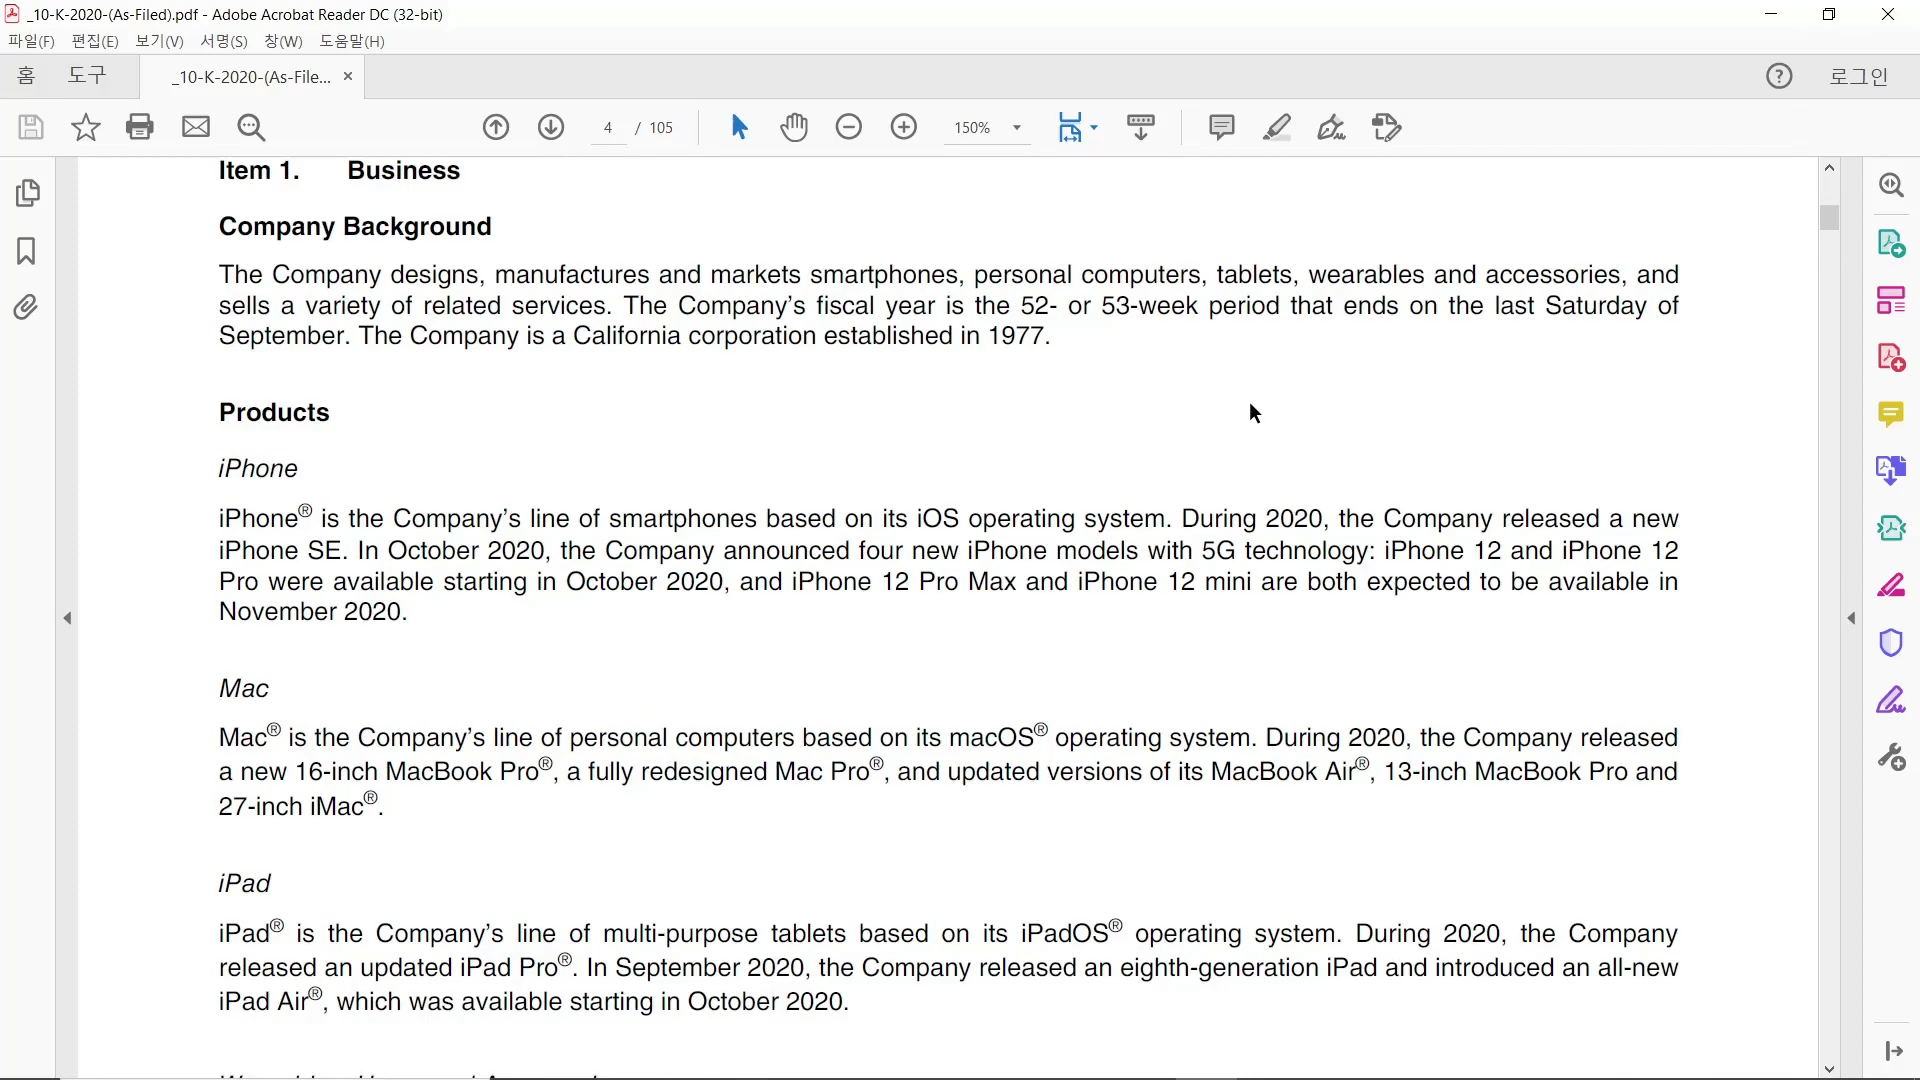 _10-K-2020-(As-Filed).pdf - Adobe Acrobat Reader DC (32-bit)
파일(F) 편집(E) 보기(V) 서명(S) 창(W) 도움말(H)
홈 도구 _10-K-2020-(As-File... × 로그인
4 / 105 150%
Item 1. Business
Company Background
The Company designs, manufactures and markets smartphones, personal computers, tablets, wearables and accessories, and
sells a variety of related services. The Company’s fiscal year is the 52- or 53-week period that ends on the last Saturday of
September. The Company is a California corporation established in 1977.
Products
iPhone
iPhone® is the Company’s line of smartphones based on its iOS operating system. During 2020, the Company released a new
iPhone SE. In October 2020, the Company announced four new iPhone models with 5G technology: iPhone 12 and iPhone 12
Pro were available starting in October 2020, and iPhone 12 Pro Max and iPhone 12 mini are both expected to be available in
November 2020.
Mac
Mac® is the Company’s line of personal computers based on its macOS® operating system. During 2020, the Company released
a new 16-inch MacBook Pro®, a fully redesigned Mac Pro®, and updated versions of its MacBook Air®, 13-inch MacBook Pro and
27-inch iMac®.
iPad
iPad® is the Company’s line of multi-purpose tablets based on its iPadOS® operating system. During 2020, the Company
released an updated iPad Pro®. In September 2020, the Company released an eighth-generation iPad and introduced an all-new
iPad Air®, which was available starting in October 2020.